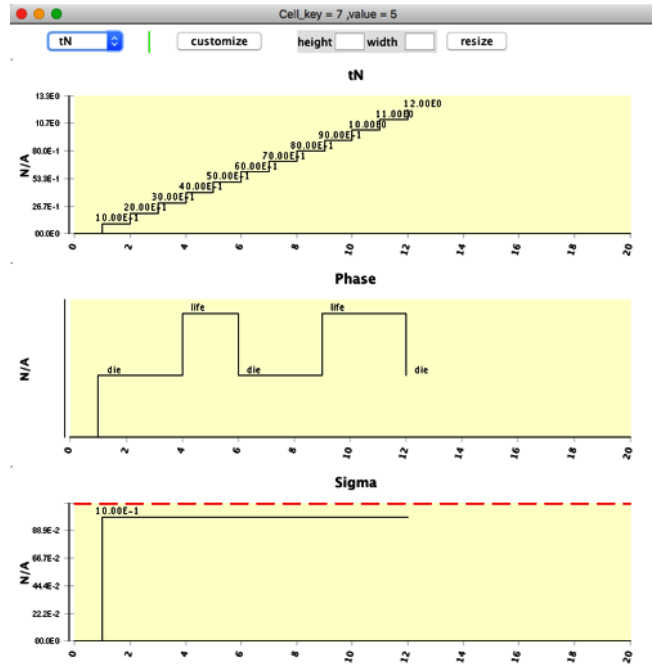 Cell_key = 7 ,value = 5
tN customize height width resize
tN
N/A
13.3E0
10.7E0
80.0E-1
53.3E-1
26.7E-1
00.0E0
10.00E-1
20.00E-1
30.00E-1
40.00E-1
50.00E-1
60.00E-1
70.00E-1
80.00E-1
90.00E-1
10.00E0
11.00E0
12.00E0
0 2 4 6 8 10 12 14 16 18 20
Phase
N/A
life life
die die die
0 2 4 6 8 10 12 14 16 18 20
Sigma
N/A
10.00E-1
88.9E-2
66.7E-2
44.4E-2
22.2E-2
00.0E0
0 2 4 6 8 10 12 14 16 18 20